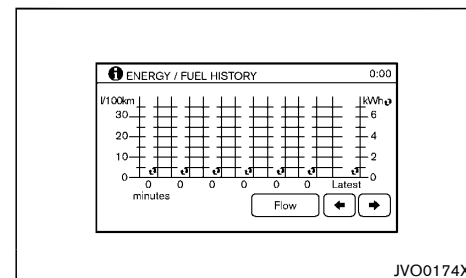 ENERGY / FUEL HISTORY 0:00
l/100km kWh
30 6
20 4
10 2
0 0
0 0 0 0 0 Latest
minutes
Flow
JVO0174X